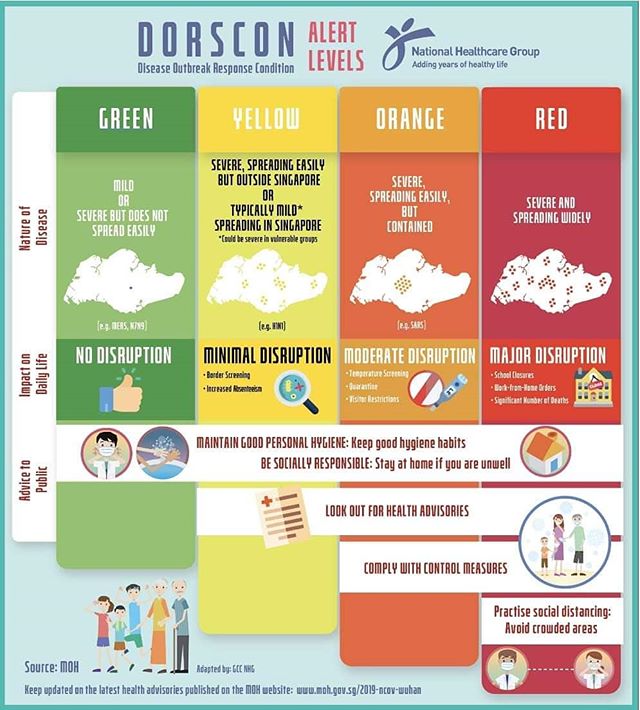 DORSCON
Disease Outbreak Response Condition
ALERT
LEVELS
National Healthcare Group
Adding years of healthy life
GREEN
YELLOW
ORANGE
RED
Nature of
Disease
MILD
OR
SEVERE BUT DOES NOT
SPREAD EASILY
(e.g. MERS, N7N9)
SEVERE, SPREADING EASILY
BUT OUTSIDE SINGAPORE
OR
TYPICALLY MILD*
SPREADING IN SINGAPORE
*Could be severe in vulnerable groups
(e.g. H1N1)
SEVERE,
SPREADING EASILY,
BUT
CONTAINED
(e.g. SARS)
SEVERE AND
SPREADING WIDELY
Impact on
Daily Life
NO DISRUPTION
MINIMAL DISRUPTION
• Border Screening
• Increased Absenteeism
MODERATE DISRUPTION
• Temperature Screening
• Quarantine
• Visitor Restrictions
MAJOR DISRUPTION
• School Closures
• Work-from-Home Orders
• Significant Number of Deaths
CLOSED
Advice to
Public
MAINTAIN GOOD PERSONAL HYGIENE: Keep good hygiene habits
BE SOCIALLY RESPONSIBLE: Stay at home if you are unwell
LOOK OUT FOR HEALTH ADVISORIES
COMPLY WITH CONTROL MEASURES
Practise social distancing:
Avoid crowded areas
Source: MOH
Adapted by: GCC NHG
Keep updated on the latest health advisories published on the MOH website: www.moh.gov.sg/2019-ncov-wuhan